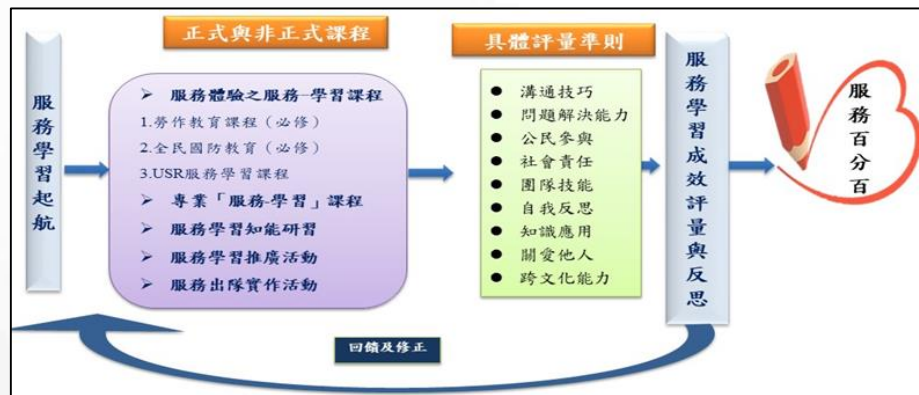 服務學習起航
正式與非正式課程
➢ 服務體驗之服務-學習課程
1.勞作教育課程（必修）
2.全民國防教育（必修）
3.USR服務學習課程
➢ 專業「服務-學習」課程
➢ 服務學習知能研習
➢ 服務學習推廣活動
➢ 服務出隊實作活動
具體評量準則
● 溝通技巧
● 問題解決能力
● 公民參與
● 社會責任
● 團隊技能
● 自我反思
● 知識應用
● 關愛他人
● 跨文化能力
服務學習成效評量與反思
服務百分百
回饋及修正